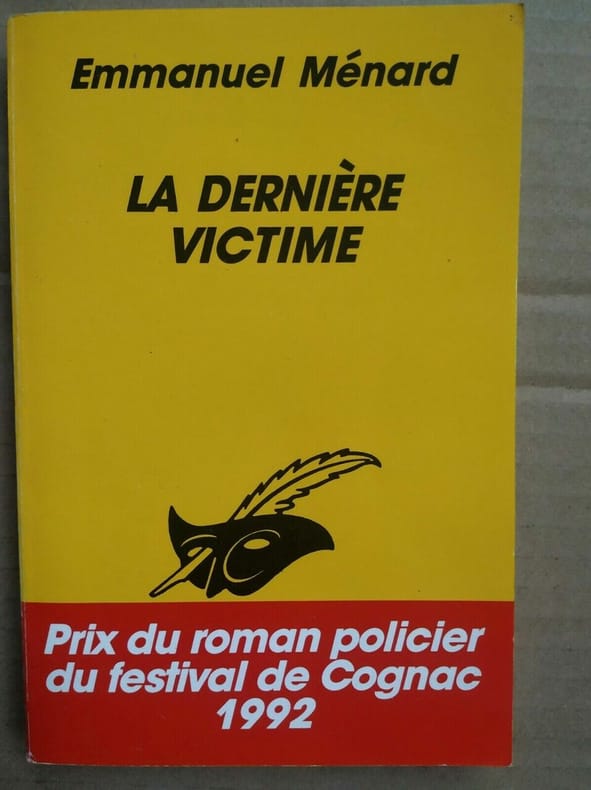 Emmanuel Ménard
LA DERNIÈRE
VICTIME
Prix du roman policier
du festival de Cognac
1992